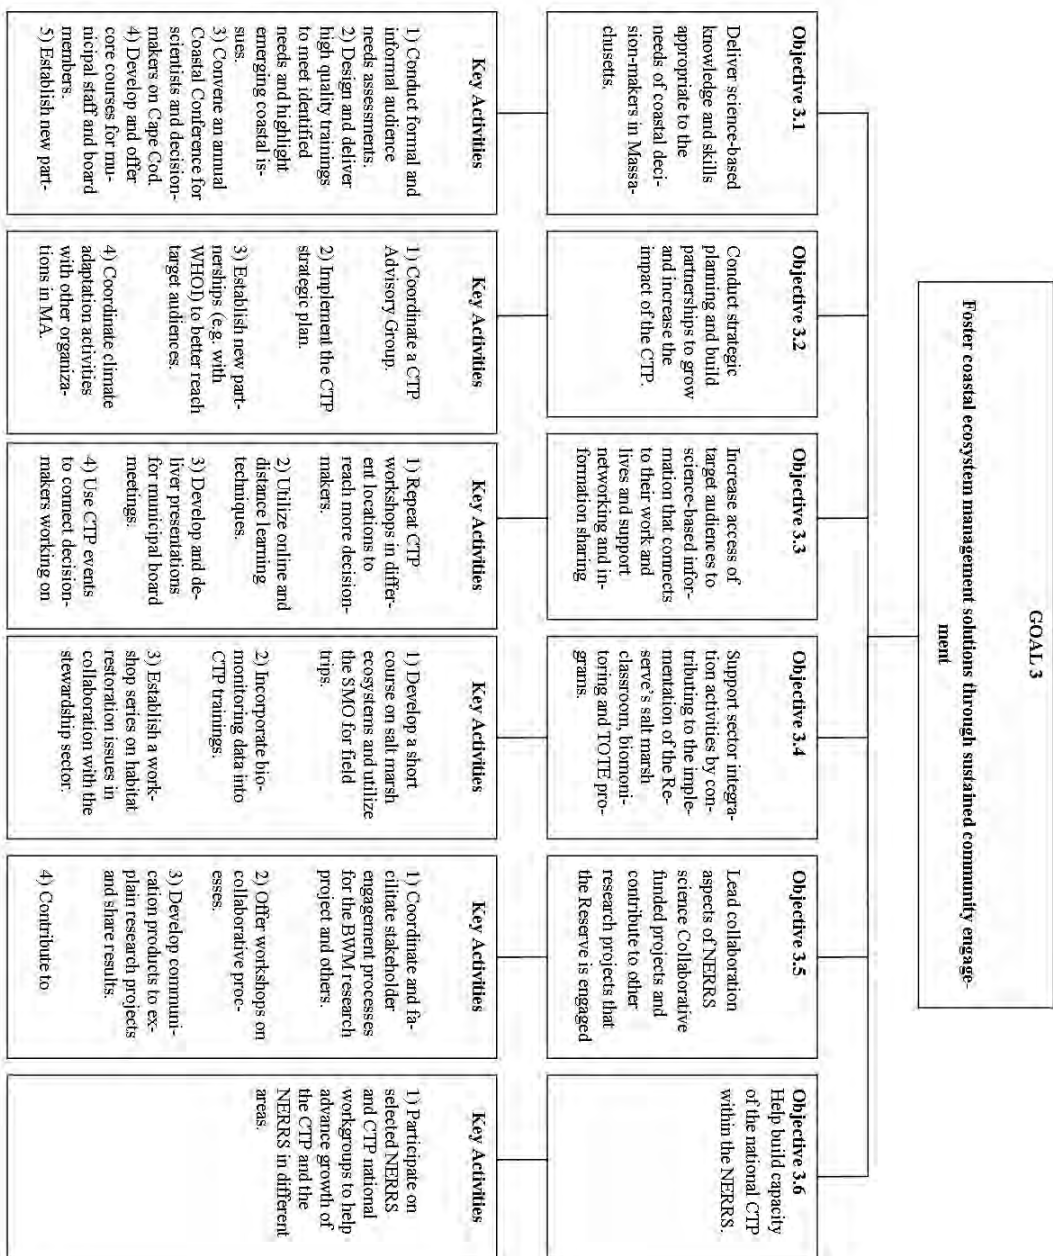 GOAL 3
Foster coastal ecosystem management solutions through sustained community engage-
ment
Objective 3.1
Deliver science-based
knowledge and skills
appropriate to the
needs of coastal deci-
sion-makers in Massa-
chusetts.
Objective 3.2
Conduct strategic
planning and build
partnerships to grow
and increase the
impact of the CTP.
Objective 3.3
Increase access of
target audiences to
science-based infor-
mation that connects
to their work and
lives and support
networking and in-
formation sharing
Objective 3.4
Support sector integra-
tion activities by con-
tributing to the imple-
mentation of the Re-
serve's salt marsh
classroom, biomoni-
toring and TOTE pro-
grams.
Objective 3.5
Lead collaboration
aspects of NERRS
science Collaborative
funded projects and
contribute to other
research projects that
the Reserve is engaged
Objective 3.6
Help build capacity
of the national CTP
within the NERRS.
Key Activities
1) Conduct formal and
informal audience
needs assessments.
2) Design and deliver
high quality trainings
to meet identified
needs and highlight
emerging coastal is-
sues.
3) Convene an annual
Coastal Conference for
scientists and decision-
makers on Cape Cod.
4) Develop and offer
core courses for mu-
nicipal staff and board
members.
5) Establish new part-
Key Activities
1) Coordinate a CTP
Advisory Group.
2) Implement the CTP
strategic plan.
3) Establish new part-
nerships (e.g. with
WHOI) to better reach
target audiences.
4) Coordinate climate
adaptation activities
with other organiza-
tions in MA.
Key Activities
1) Repeat CTP
workshops in differ-
ent locations to
reach more decision-
makers.
2) Utilize online and
distance learning
techniques.
3) Develop and de-
liver presentations
for municipal board
meetings.
4) Use CTP events
to connect decision-
makers working on
Key Activities
1) Develop a short
course on salt marsh
ecosystems and utilize
the SMO for field
trips.
2) Incorporate bio-
monitoring data into
CTP trainings.
3) Establish a work-
shop series on habitat
restoration issues in
collaboration with the
stewardship sector.
Key Activities
1) Coordinate and fa-
cilitate stakeholder
engagement processes
for the BWM research
project and others.
2) Offer workshops on
collaborative proc-
esses.
3) Develop communi-
cation products to ex-
plain research projects
and share results.
4) Contribute to
Key Activities
1) Participate on
selected NERRS
and CTP national
workgroups to help
advance growth of
the CTP and the
NERRS in different
areas.